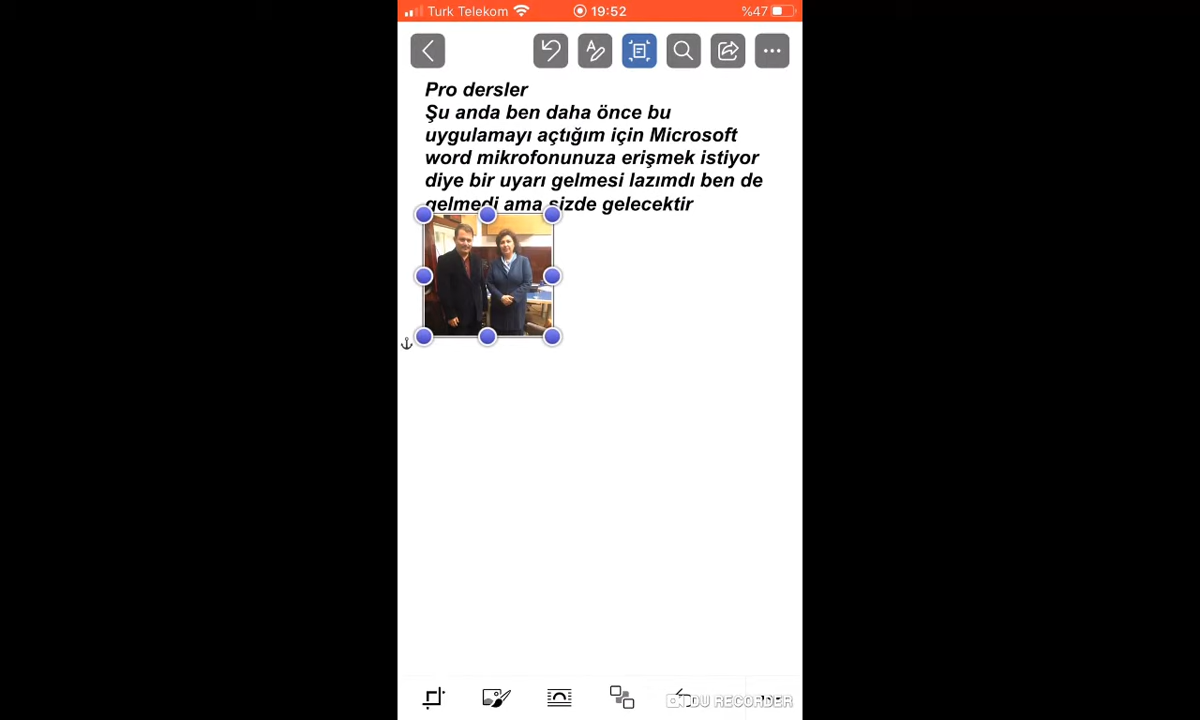 Turk Telekom 19:52 %47
Pro dersler
Şu anda ben daha önce bu
uygulamayı açtığım için Microsoft
word mikrofonunuza erişmek istiyor
diye bir uyarı gelmesi lazımdı ben de
gelmedi ama sizde gelecektir
DU RECORDER